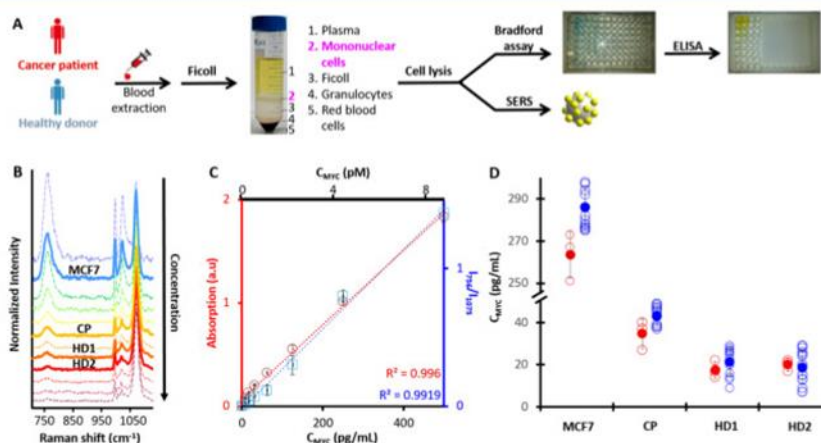 A
Cancer patient
Healthy donor
Blood
extraction
Ficoll
1
2
3
4
5
1. Plasma
2. Mononuclear
cells
3. Ficoll
4. Granulocytes
5. Red blood
cells
Cell lysis
Bradford
assay
SERS
ELISA
B
Normalized Intensity
MCF7
CP
HD1
HD2
Concentration
750 850 950 1050
Raman shift (cm⁻¹)
C
C_MYC (pM)
0 4 8
Absorption (a.u)
2
1
0
1
0
I₇₅₄/I₁₀₇₅
R² = 0.996
R² = 0.9919
0 200 400
C_MYC (pg/mL)
D
C_MYC (pg/mL)
290
270
250
60
40
20
0
MCF7 CP HD1 HD2